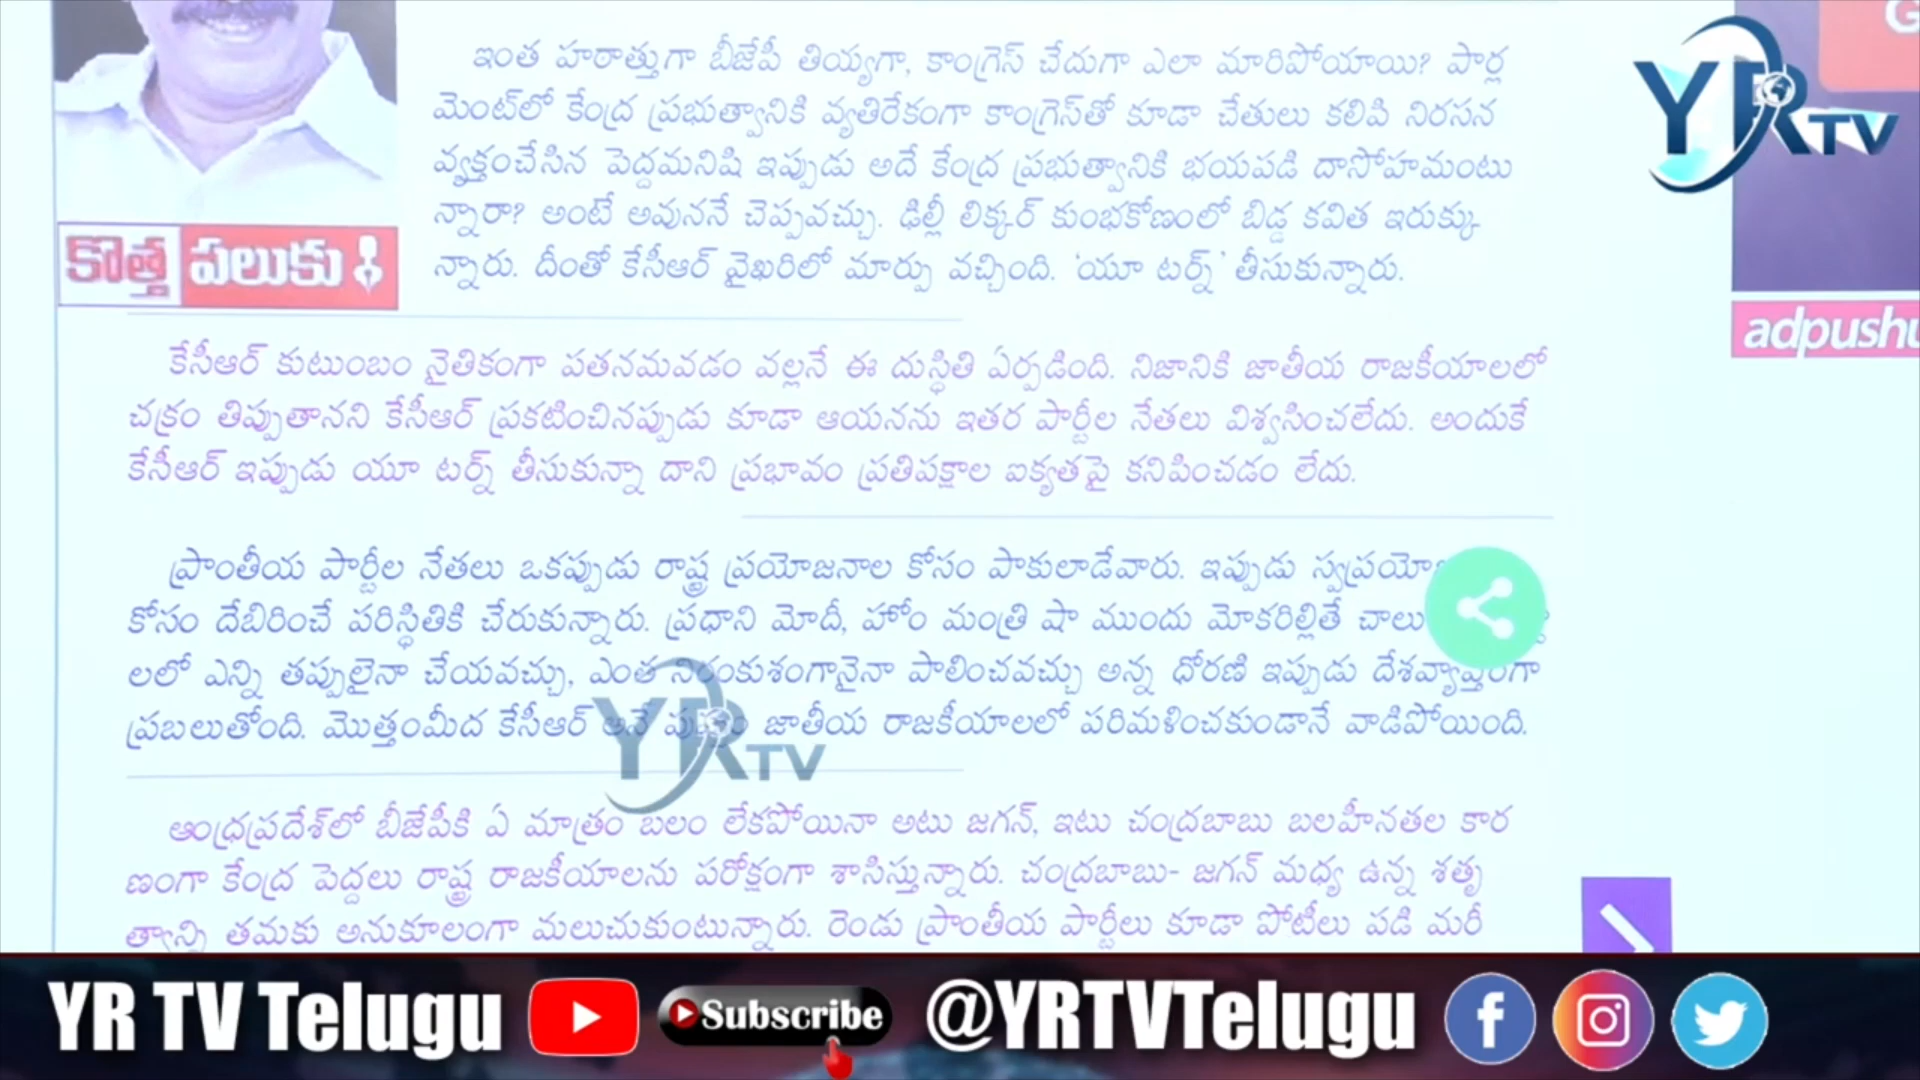 YR TV
ఇంత హఠాత్తుగా బీజేపీ తియ్యగా, కాంగ్రెస్ చేదుగా ఎలా మారిపోయాయి? పార్ల
మెంట్‌లో కేంద్ర ప్రభుత్వానికి వ్యతిరేకంగా కాంగ్రెస్‌తో కూడా చేతులు కలిపి నిరసన
వ్యక్తంచేసిన పెద్దమనిషి ఇప్పుడు అదే కేంద్ర ప్రభుత్వానికి భయపడి దాసోహమంటు
న్నారా? అంటే అవుననే చెప్పవచ్చు. ఢిల్లీ లిక్కర్ కుంభకోణంలో బిడ్డ కవిత ఇరుక్కు
న్నారు. దీంతో కేసీఆర్ వైఖరిలో మార్పు వచ్చింది. ‘యూ టర్న్’ తీసుకున్నారు.
కొత్త పలుకు
adpushu
కేసీఆర్ కుటుంబం నైతికంగా పతనమవడం వల్లనే ఈ దుస్థితి ఏర్పడింది. నిజానికి జాతీయ రాజకీయాలలో
చక్రం తిప్పుతానని కేసీఆర్ ప్రకటించినప్పుడు కూడా ఆయనను ఇతర పార్టీల నేతలు విశ్వసించలేదు. అందుకే
కేసీఆర్ ఇప్పుడు యూ టర్న్ తీసుకున్నా దాని ప్రభావం ప్రతిపక్షాల ఐక్యతపై కనిపించడం లేదు.
ప్రాంతీయ పార్టీల నేతలు ఒకప్పుడు రాష్ట్ర ప్రయోజనాల కోసం పాకులాడేవారు. ఇప్పుడు
కోసం దేబిరించే పరిస్థితికి చేరుకున్నారు. ప్రధాని మోదీ, హోం మంత్రి షా ముందు మోకరిల్లితే చాలు
లలో ఎన్ని తప్పులైనా చేయవచ్చు, ఎంత నిరంకుశంగానైనా పాలించవచ్చు అన్న ధోరణి ఇప్పుడు దేశవ్యాప్తంగా
ప్రబలుతోంది. మొత్తంమీద కేసీఆర్ అనే పుష్పం జాతీయ రాజకీయాలలో పరిమళించకుండానే వాడిపోయింది.
YR TV
ఆంధ్రప్రదేశ్‌లో బీజేపీకి ఏ మాత్రం బలం లేకపోయినా అటు జగన్, ఇటు చంద్రబాబు బలహీనతల కార
ణంగా కేంద్ర పెద్దలు రాష్ట్ర రాజకీయాలను పరోక్షంగా శాసిస్తున్నారు. చంద్రబాబు- జగన్ మధ్య ఉన్న శతృ
త్వాన్ని తమకు అనుకూలంగా మలుచుకుంటున్నారు. రెండు ప్రాంతీయ పార్టీలు కూడా పోటీలు పడి మరీ
YR TV Telugu Subscribe @YRTVTelugu